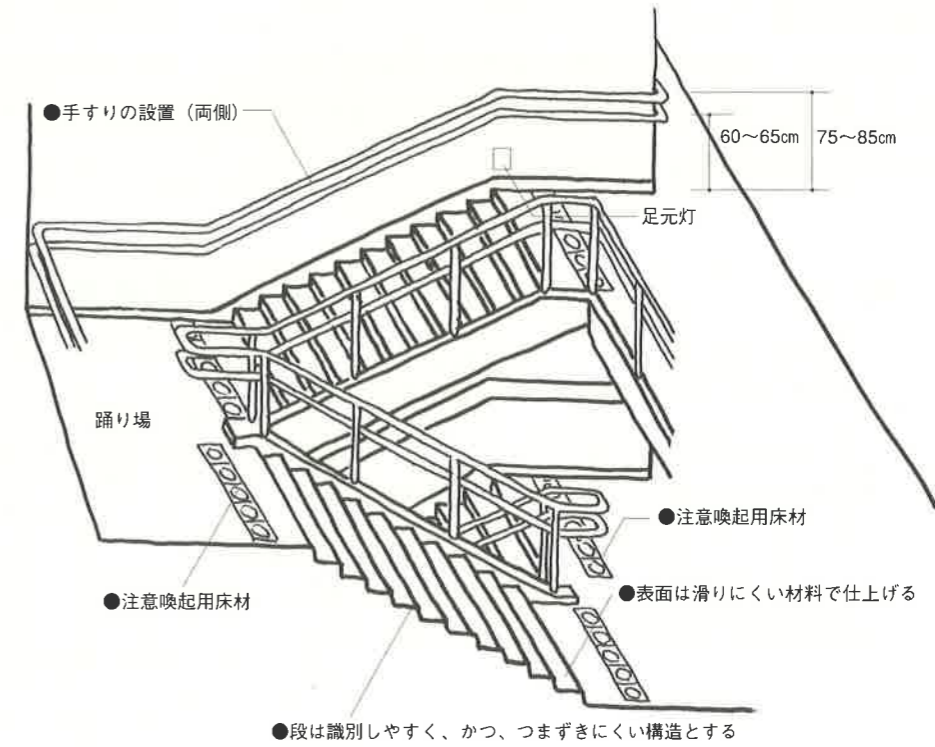 ●手すりの設置（両側）
60～65㎝
75～85㎝
足元灯
踊り場
●注意喚起用床材
●注意喚起用床材
●表面は滑りにくい材料で仕上げる
●段は識別しやすく、かつ、つまずきにくい構造とする